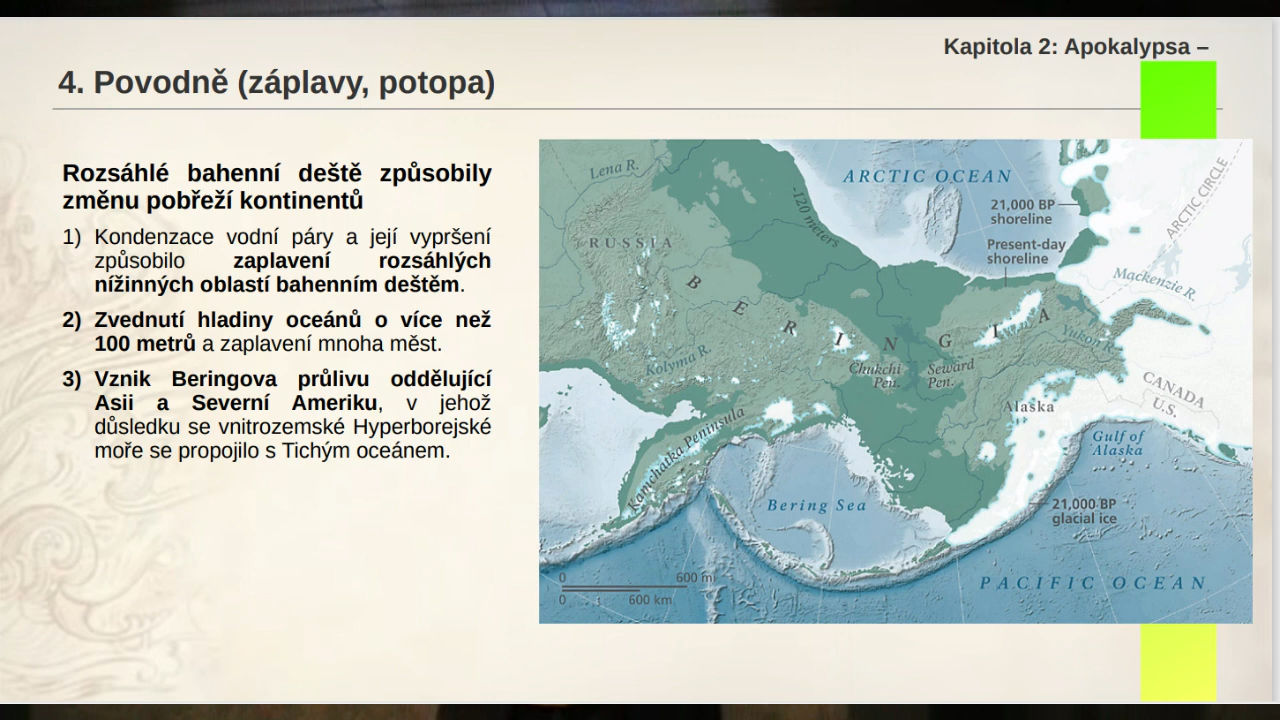 Kapitola 2: Apokalypsa –
4. Povodně (záplavy, potopa)
Rozsáhlé bahenní deště způsobily
změnu pobřeží kontinentů
1) Kondenzace vodní páry a její vypršení
způsobilo zaplavení rozsáhlých
nížinných oblastí bahenním deštěm.
2) Zvednutí hladiny oceánů o více než
100 metrů a zaplavení mnoha měst.
3) Vznik Beringova průlivu oddělující
Asii a Severní Ameriku, v jehož
důsledku se vnitrozemské Hyperborejské
moře se propojilo s Tichým oceánem.
Lena R.
ARCTIC OCEAN
ARCTIC CIRCLE
-120 meters
21,000 BP
shoreline
RUSSIA
Present-day
shoreline
Mackenzie R.
BERINGIA
Yukon R.
Kolyma R.
Chukchi
Pen.
Seward
Pen.
CANADA
U.S.
Alaska
Kamchatka Peninsula
Gulf of
Alaska
Bering Sea
21,000 BP
glacial ice
PACIFIC OCEAN
0 600 mi
0 600 km